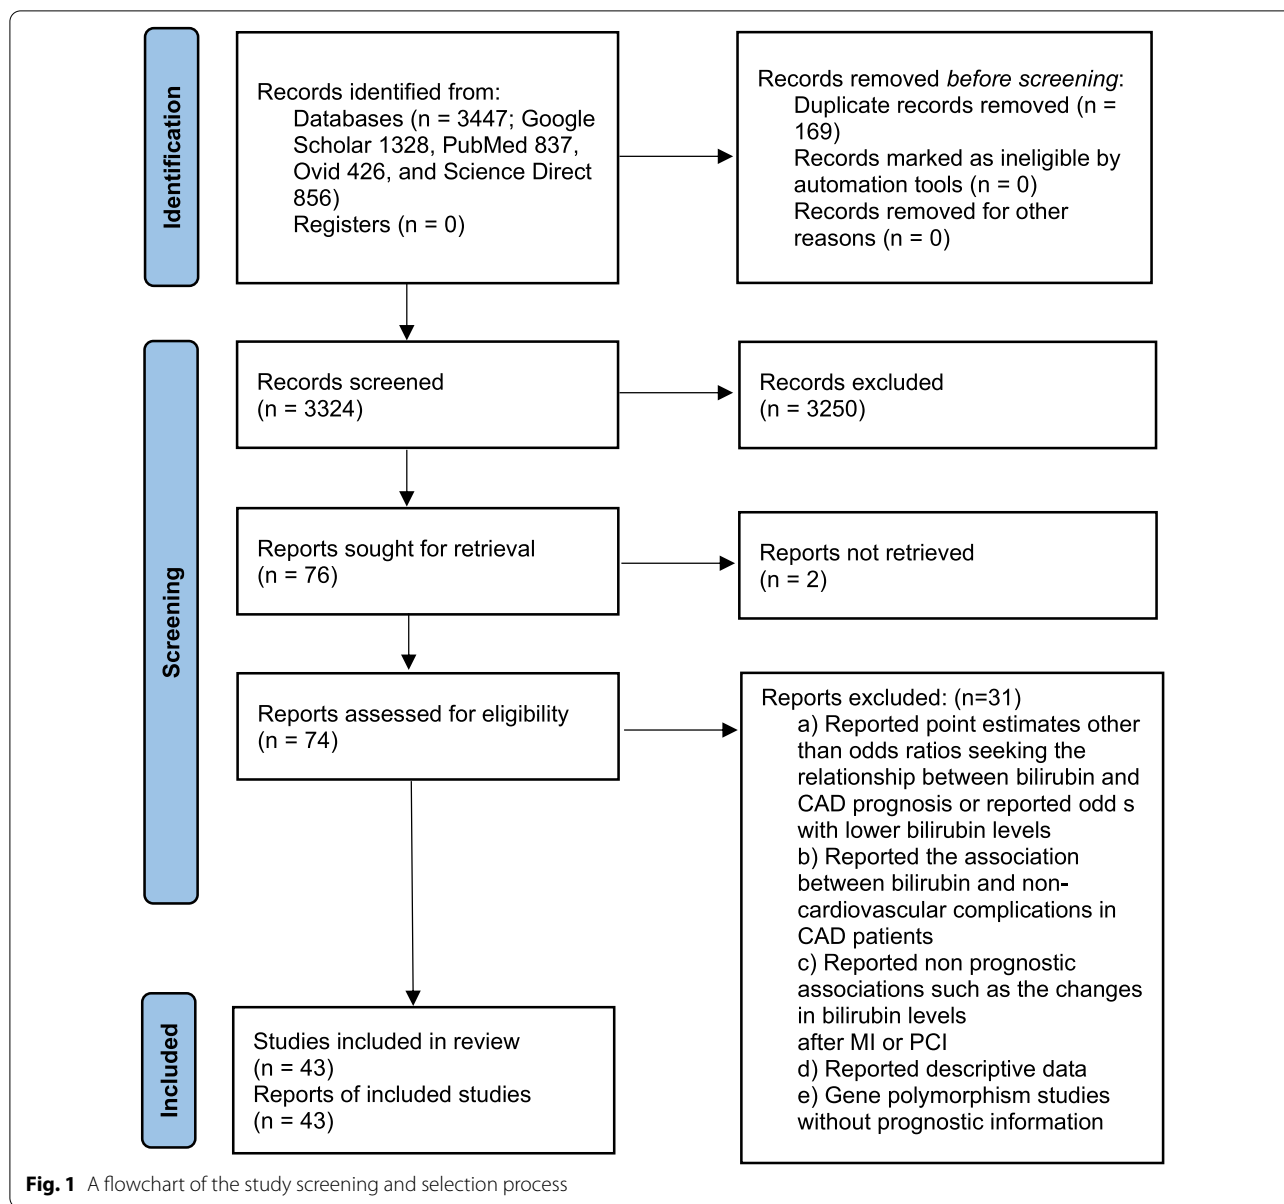 Identification
Records identified from:
Databases (n = 3447; Google
Scholar 1328, PubMed 837,
Ovid 426, and Science Direct
856)
Registers (n = 0)
Records removed before screening:
Duplicate records removed (n =
169)
Records marked as ineligible by
automation tools (n = 0)
Records removed for other
reasons (n = 0)
Screening
Records screened
(n = 3324)
Records excluded
(n = 3250)
Reports sought for retrieval
(n = 76)
Reports not retrieved
(n = 2)
Reports assessed for eligibility
(n = 74)
Reports excluded: (n=31)
a) Reported point estimates other
than odds ratios seeking the
relationship between bilirubin and
CAD prognosis or reported odd s
with lower bilirubin levels
b) Reported the association
between bilirubin and non-
cardiovascular complications in
CAD patients
c) Reported non prognostic
associations such as the changes
in bilirubin levels
after MI or PCI
d) Reported descriptive data
e) Gene polymorphism studies
without prognostic information
Included
Studies included in review
(n = 43)
Reports of included studies
(n = 43)
Fig. 1 A flowchart of the study screening and selection process